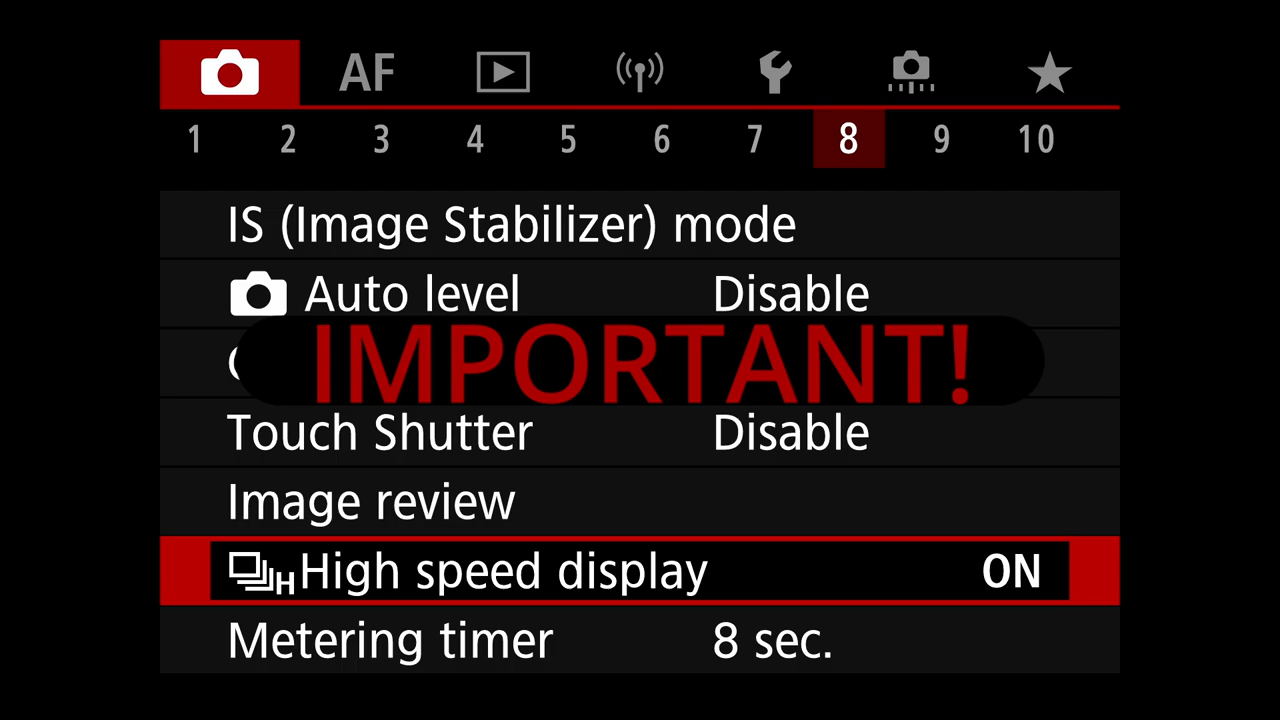 AF
1 2 3 4 5 6 7 8 9 10
IS (Image Stabilizer) mode
Auto level Disable
IMPORTANT!
Touch Shutter Disable
Image review
H High speed display ON
Metering timer 8 sec.